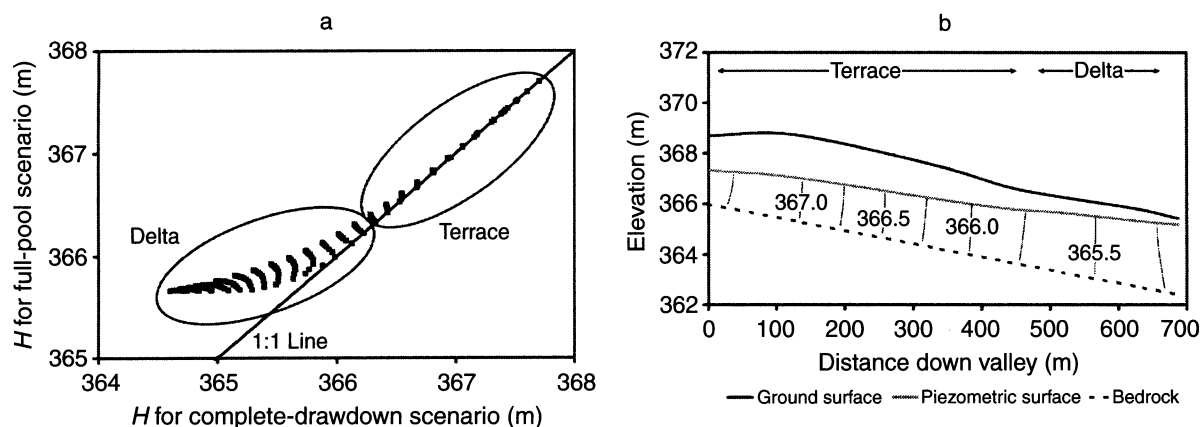 a
H for full-pool scenario (m)
368
367
366
365
364
365
366
367
368
Delta
Terrace
1:1 Line
H for complete-drawdown scenario (m)
b
Elevation (m)
372
370
368
366
364
362
Terrace
Delta
367.0
366.5
366.0
365.5
0 100 200 300 400 500 600 700
Distance down valley (m)
Ground surface Piezometric surface Bedrock